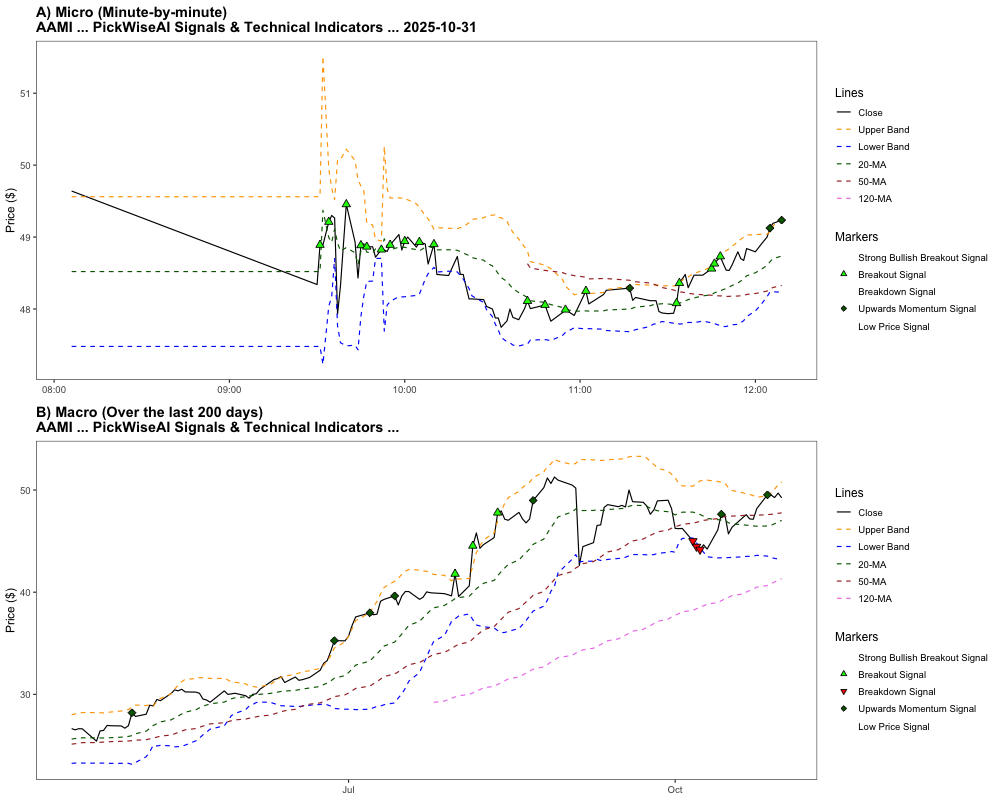 A) Micro (Minute-by-minute)
AAMI ... PickWiseAI Signals & Technical Indicators ... 2025-10-31
Price ($)
51
50
49
48
08:00
09:00
10:00
11:00
12:00
Lines
Close
Upper Band
Lower Band
20-MA
50-MA
120-MA
Markers
Strong Bullish Breakout Signal
Breakout Signal
Breakdown Signal
Upwards Momentum Signal
Low Price Signal
B) Macro (Over the last 200 days)
AAMI ... PickWiseAI Signals & Technical Indicators ...
Price ($)
50
40
30
Jul
Oct
Lines
Close
Upper Band
Lower Band
20-MA
50-MA
120-MA
Markers
Strong Bullish Breakout Signal
Breakout Signal
Breakdown Signal
Upwards Momentum Signal
Low Price Signal